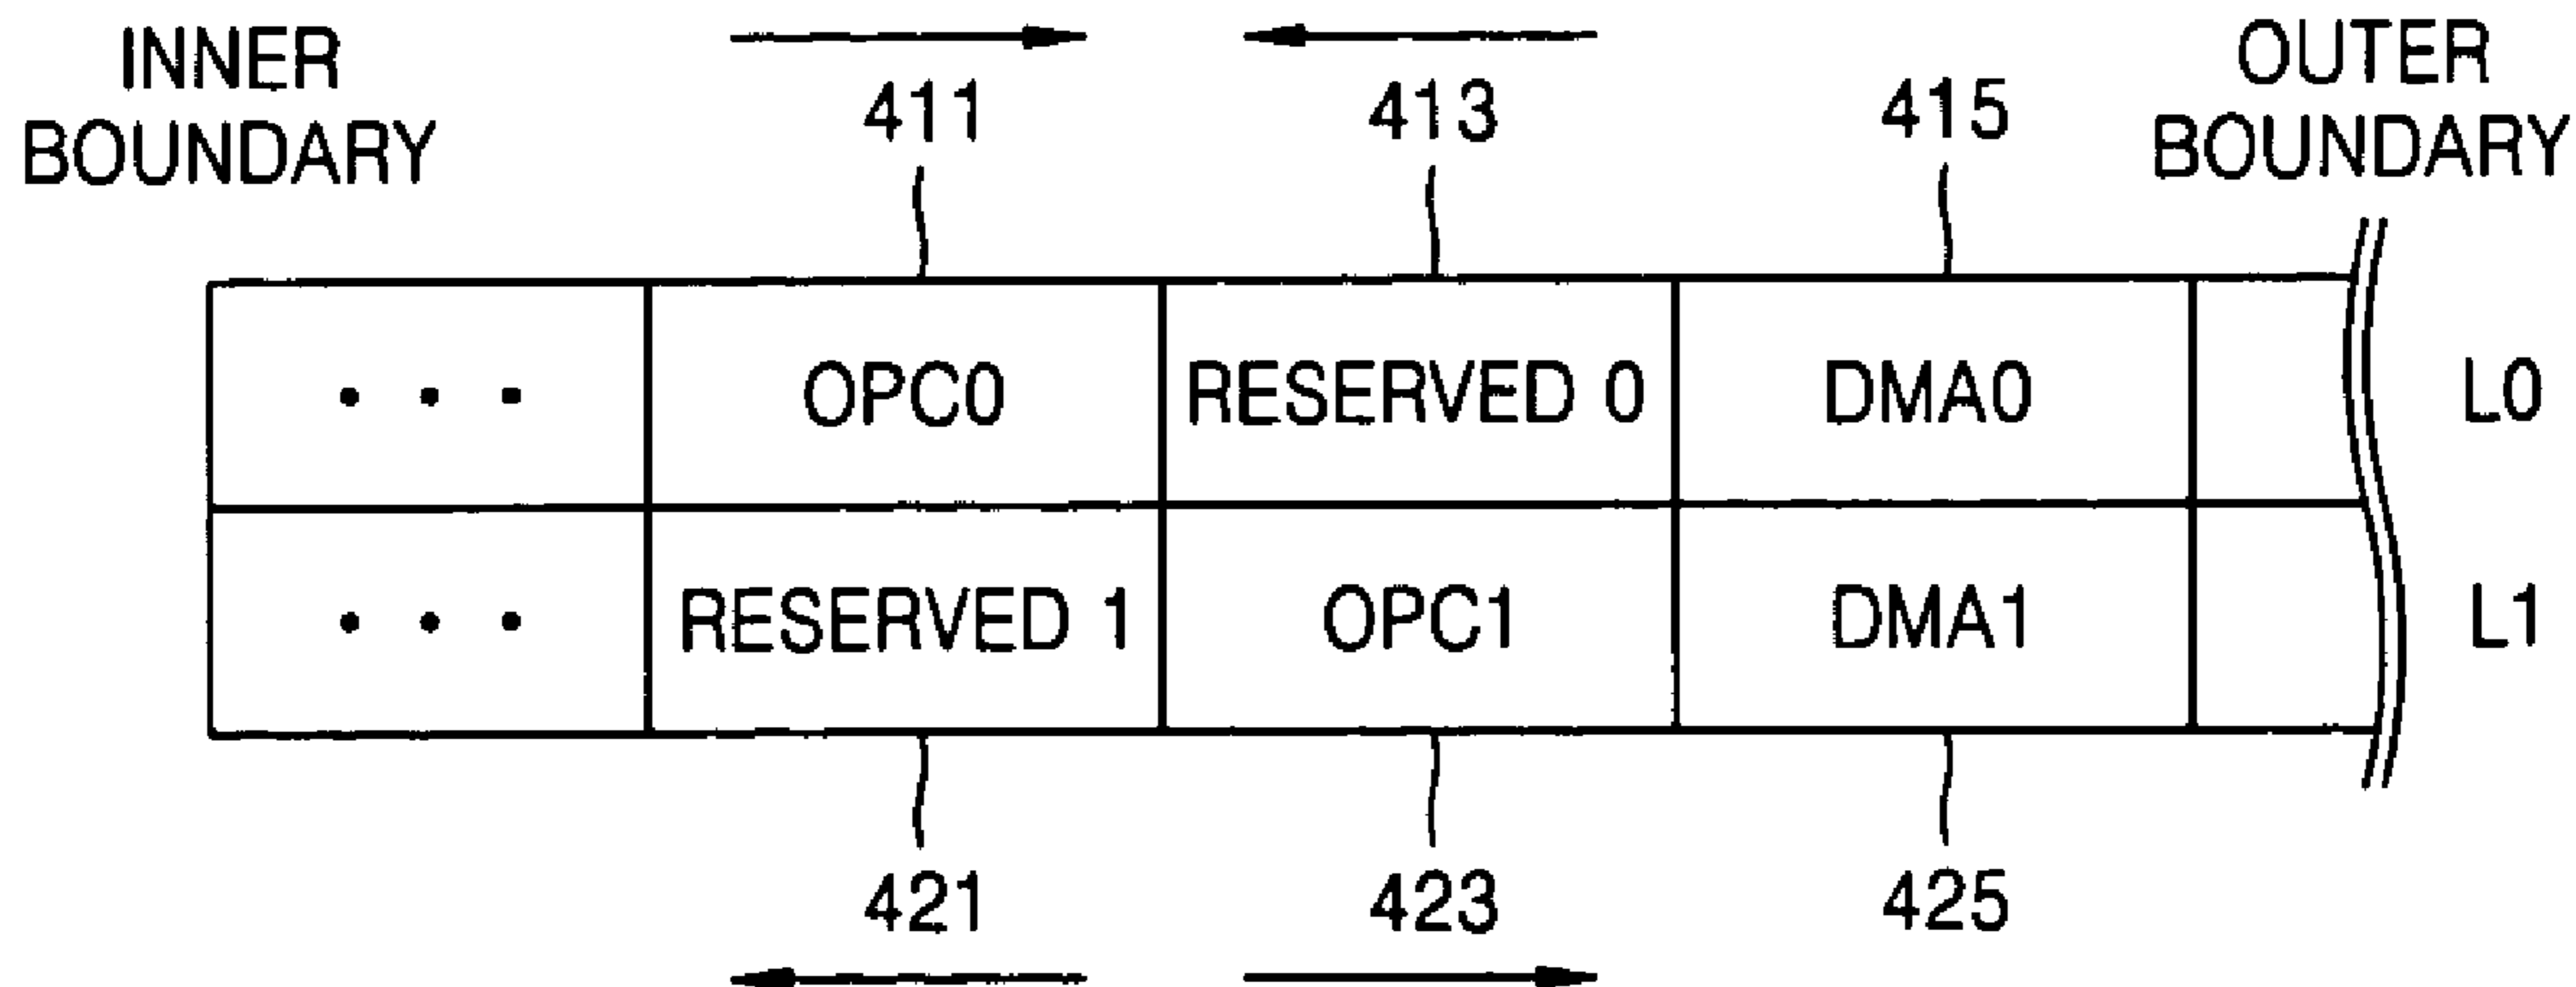 INNER BOUNDARY
411
413
415
OUTER BOUNDARY
. . .
OPC0
RESERVED 0
DMA0
L0
. . .
RESERVED 1
OPC1
DMA1
L1
421
423
425